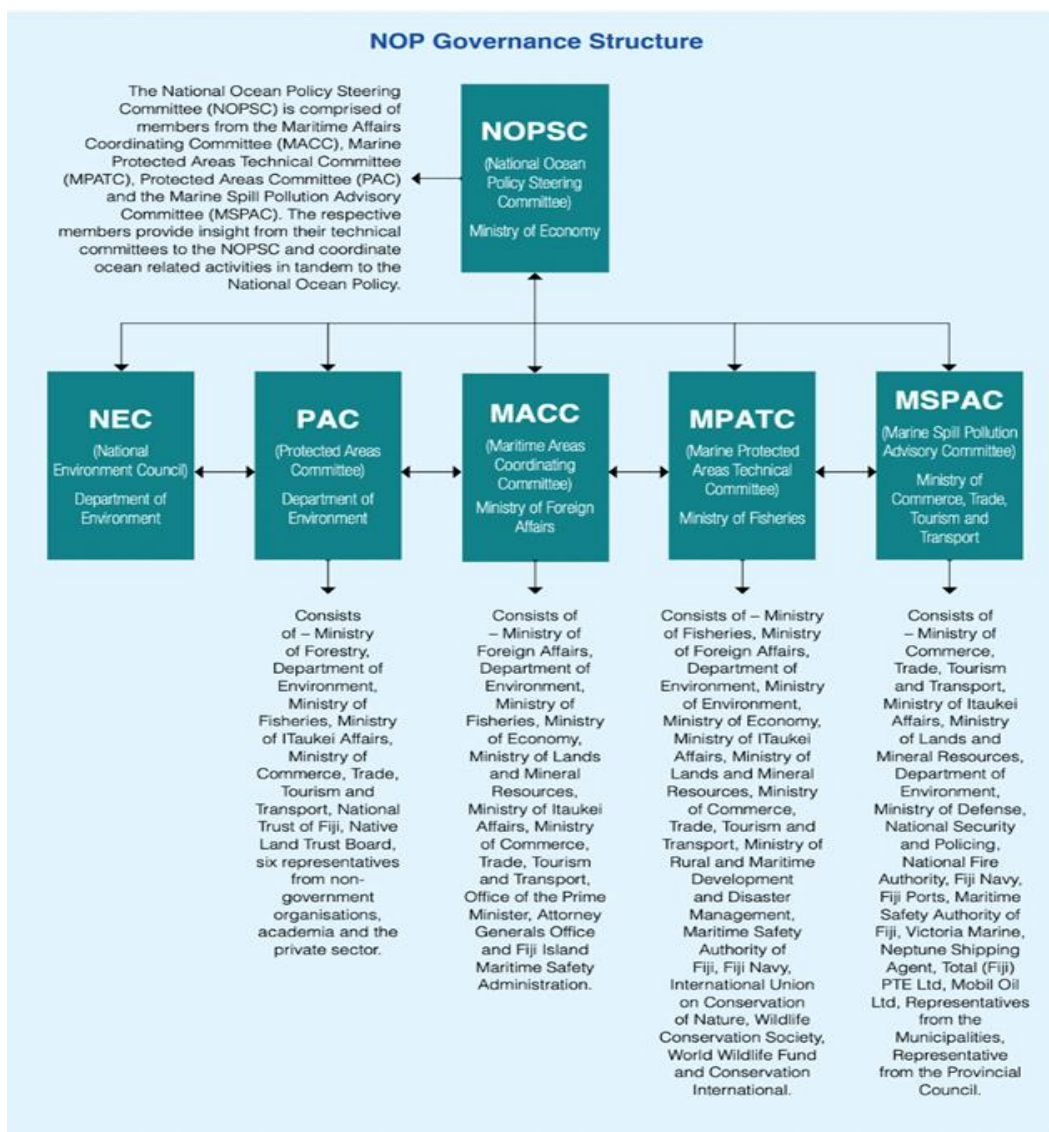 NOP Governance Structure
The National Ocean Policy Steering
Committee (NOPSC) is comprised of
members from the Maritime Affairs
Coordinating Committee (MACC), Marine
Protected Areas Technical Committee
(MPATC), Protected Areas Committee (PAC)
and the Marine Spill Pollution Advisory
Committee (MSPAC). The respective
members provide insight from their technical
committees to the NOPSC and coordinate
ocean related activities in tandem to the
National Ocean Policy.
NOPSC
(National Ocean
Policy Steering
Committee)
Ministry of Economy
NEC
(National
Environment Council)
Department of
Environment
PAC
(Protected Areas
Committee)
Department of
Environment
MACC
(Maritime Areas
Coordinating
Committee)
Ministry of Foreign
Affairs
MPATC
(Marine Protected
Areas Technical
Committee)
Ministry of Fisheries
MSPAC
(Marine Spill Pollution
Advisory Committee)
Ministry of
Commerce, Trade,
Tourism and
Transport
Consists
of – Ministry
of Forestry,
Department of
Environment,
Ministry of
Fisheries, Ministry
of ITaukei Affairs,
Ministry of
Commerce, Trade,
Tourism and
Transport, National
Trust of Fiji, Native
Land Trust Board,
six representatives
from non-
government
organisations,
academia and the
private sector.
Consists of
– Ministry of
Foreign Affairs,
Department of
Environment,
Ministry of
Fisheries, Ministry
of Economy,
Ministry of Lands
and Mineral
Resources,
Ministry of Itaukei
Affairs, Ministry
of Commerce,
Trade, Tourism
and Transport,
Office of the Prime
Minister, Attorney
Generals Office
and Fiji Island
Maritime Safety
Administration.
Consists of – Ministry
of Fisheries, Ministry
of Foreign Affairs,
Department of
Environment, Ministry
of Environment,
Ministry of Economy,
Ministry of ITaukei
Affairs, Ministry of
Lands and Mineral
Resources, Ministry
of Commerce,
Trade, Tourism and
Transport, Ministry of
Rural and Maritime
Development
and Disaster
Management,
Maritime Safety
Authority of
Fiji, Fiji Navy,
International Union
on Conservation
of Nature, Wildlife
Conservation Society,
World Wildlife Fund
and Conservation
International.
Consists of
– Ministry of
Commerce,
Trade, Tourism
and Transport,
Ministry of Itaukei
Affairs, Ministry
of Lands and
Mineral Resources,
Department of
Environment,
Ministry of Defense,
National Security
and Policing,
National Fire
Authority, Fiji Navy,
Fiji Ports, Maritime
Safety Authority of
Fiji, Victoria Marine,
Neptune Shipping
Agent, Total (Fiji)
PTE Ltd, Mobil Oil
Ltd, Representatives
from the
Municipalities,
Representative
from the Provincial
Council.